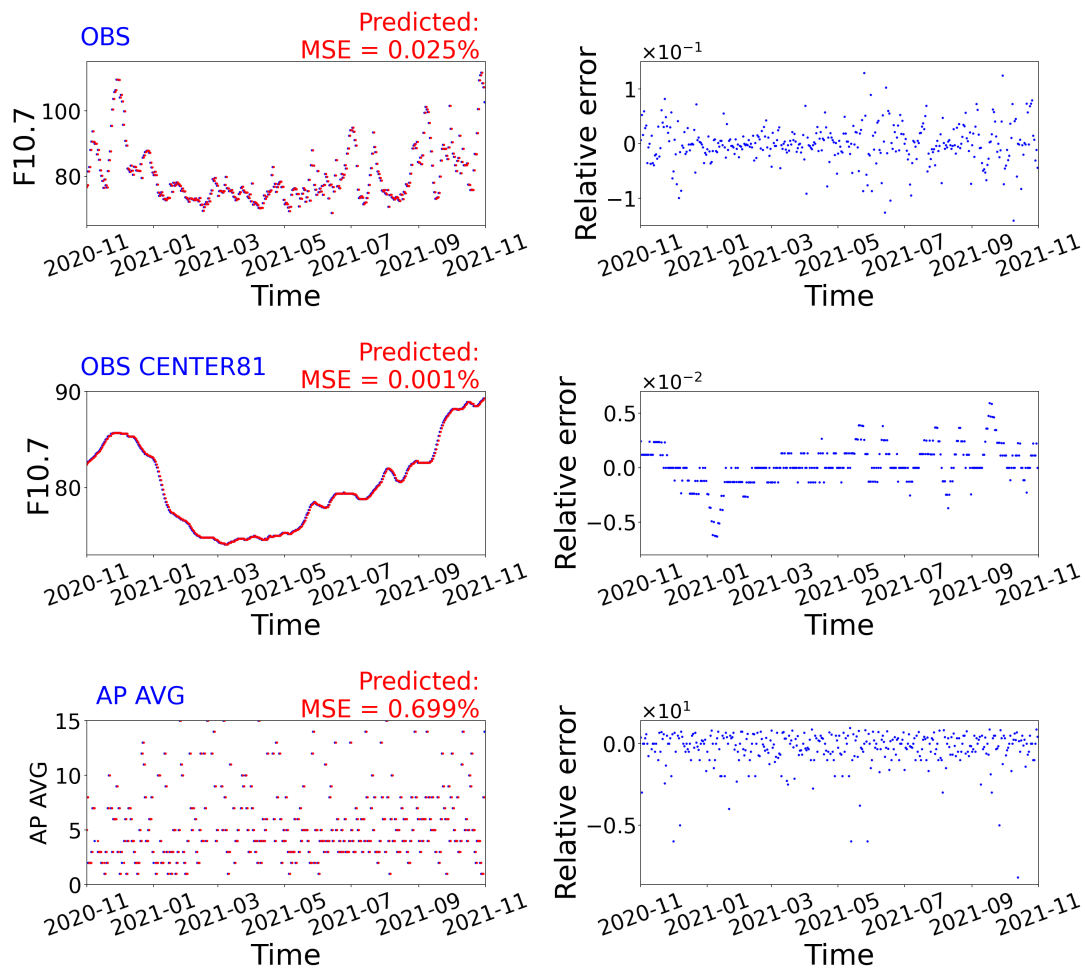 OBS
Predicted:
MSE = 0.025%
F10.7
100
80
2020-11 2021-01 2021-03 2021-05 2021-07 2021-09 2021-11
Time
×10⁻¹
Relative error
1
0
−1
2020-11 2021-01 2021-03 2021-05 2021-07 2021-09 2021-11
Time
OBS CENTER81
Predicted:
MSE = 0.001%
F10.7
90
80
2020-11 2021-01 2021-03 2021-05 2021-07 2021-09 2021-11
Time
×10⁻²
Relative error
0.5
0.0
−0.5
2020-11 2021-01 2021-03 2021-05 2021-07 2021-09 2021-11
Time
AP AVG
Predicted:
MSE = 0.699%
AP AVG
15
10
5
0
2020-11 2021-01 2021-03 2021-05 2021-07 2021-09 2021-11
Time
×10¹
Relative error
0.0
−0.5
2020-11 2021-01 2021-03 2021-05 2021-07 2021-09 2021-11
Time